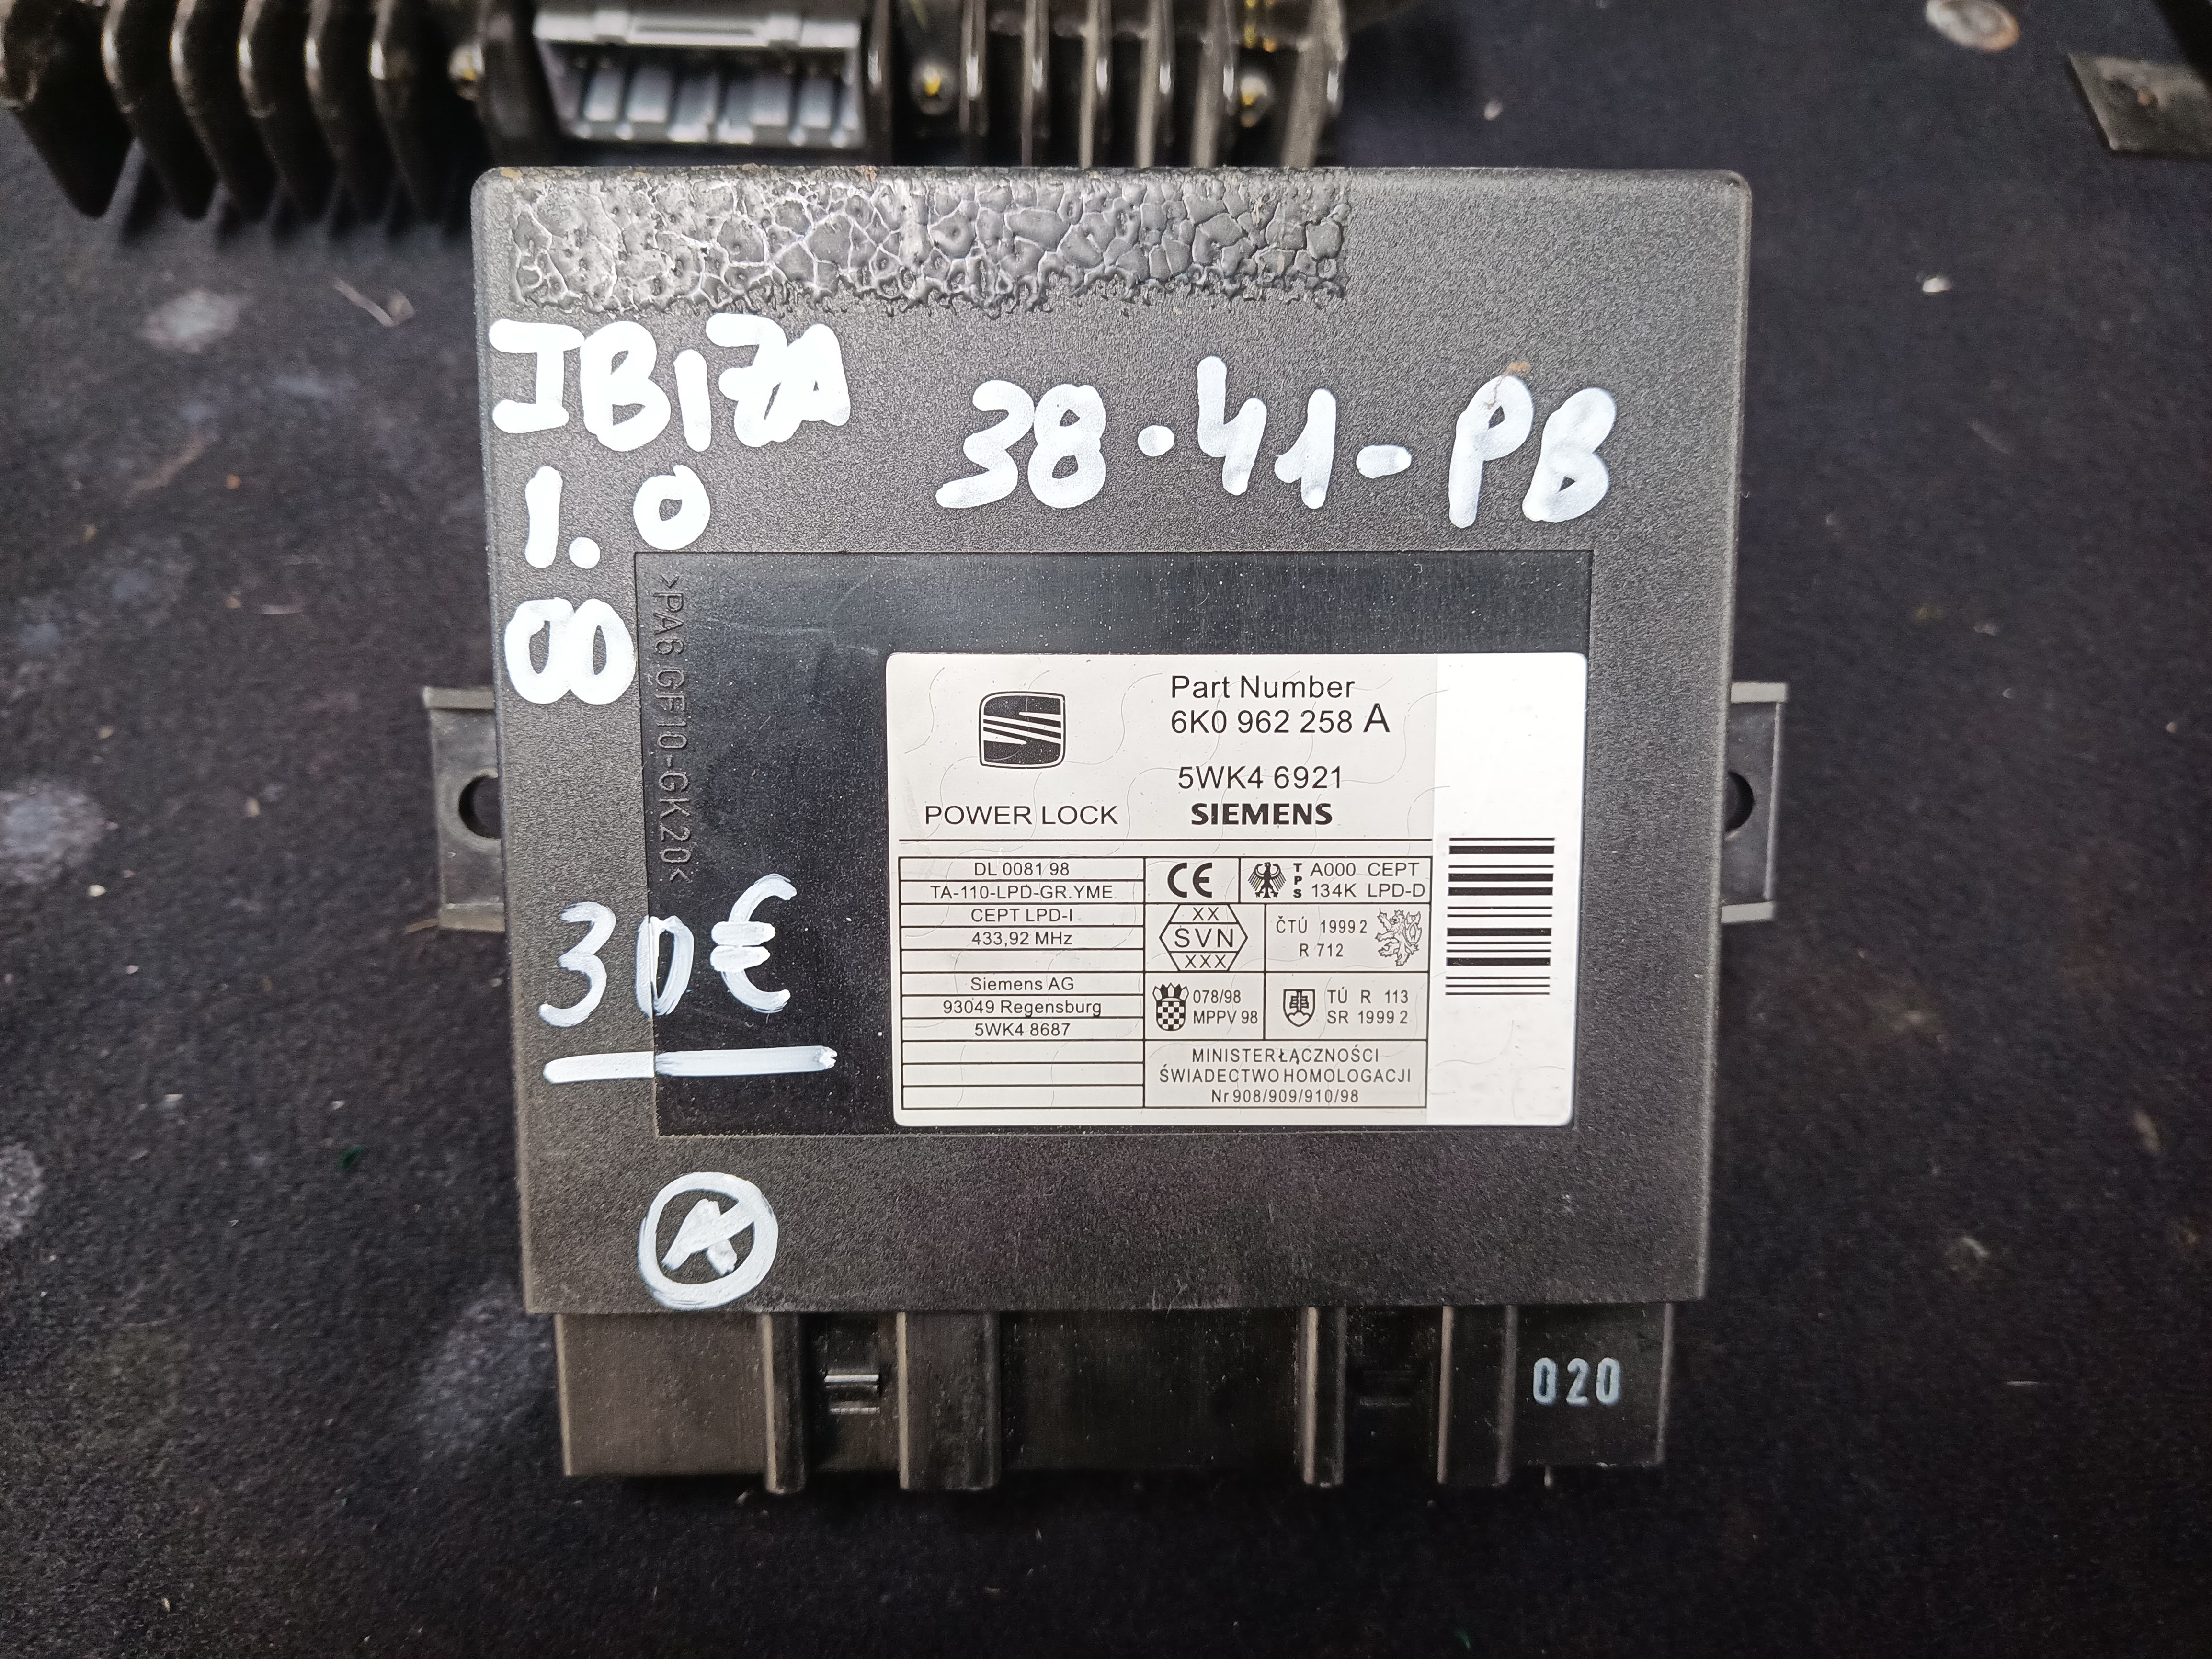 IBIZA
1.0
00
38·41-PB
>PA6 GF10-GK20<
Part Number
6K0 962 258 A
5WK4 6921
POWER LOCK
SIEMENS
DL 0081 98
TA-110-LPD-GR.YME
CEPT LPD-I
433,92 MHz
Siemens AG
93049 Regensburg
5WK4 8687
CE
T P S A000 CEPT
134K LPD-D
XX
SVN
XXX
ČTÚ 1999 2
R 712
078/98
MPPV 98
TÚ R 113
SR 1999 2
MINISTER ŁĄCZNOŚCI
ŚWIADECTWO HOMOLOGACJI
Nr 908/909/910/98
30€
A
020